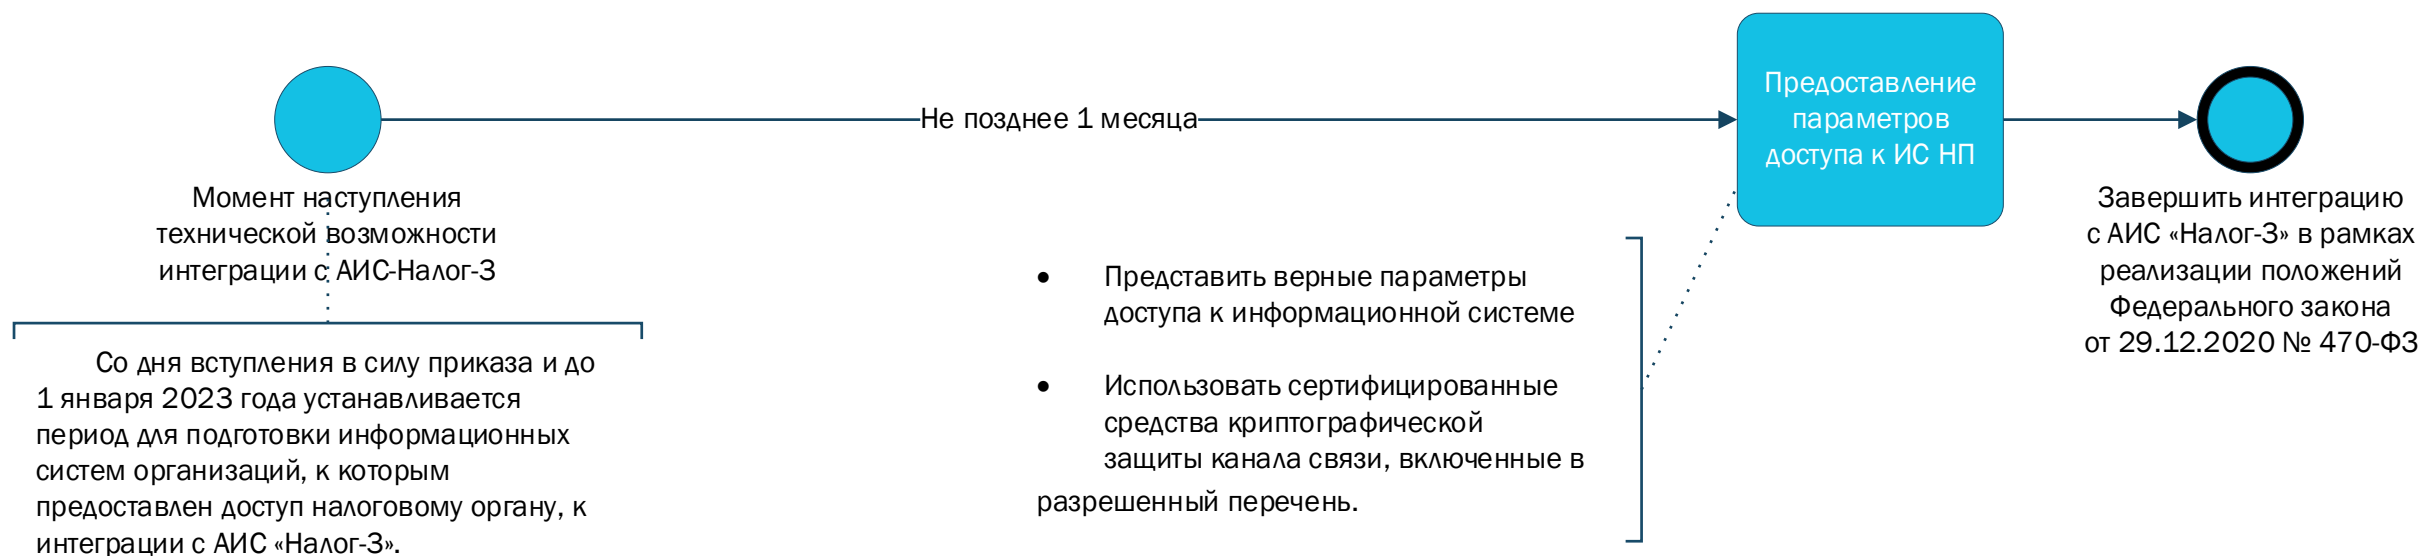 Не позднее 1 месяца
Предоставление
параметров
доступа к ИС НП
Момент наступления
технической возможности
интеграции с АИС-Налог-3
Завершить интеграцию
с АИС «Налог-3» в рамках
реализации положений
Федерального закона
от 29.12.2020 № 470-ФЗ
• Представить верные параметры
доступа к информационной системе
• Использовать сертифицированные
средства криптографической
защиты канала связи, включенные в
разрешенный перечень.
Со дня вступления в силу приказа и до
1 января 2023 года устанавливается
период для подготовки информационных
систем организаций, к которым
предоставлен доступ налоговому органу, к
интеграции с АИС «Налог-3».